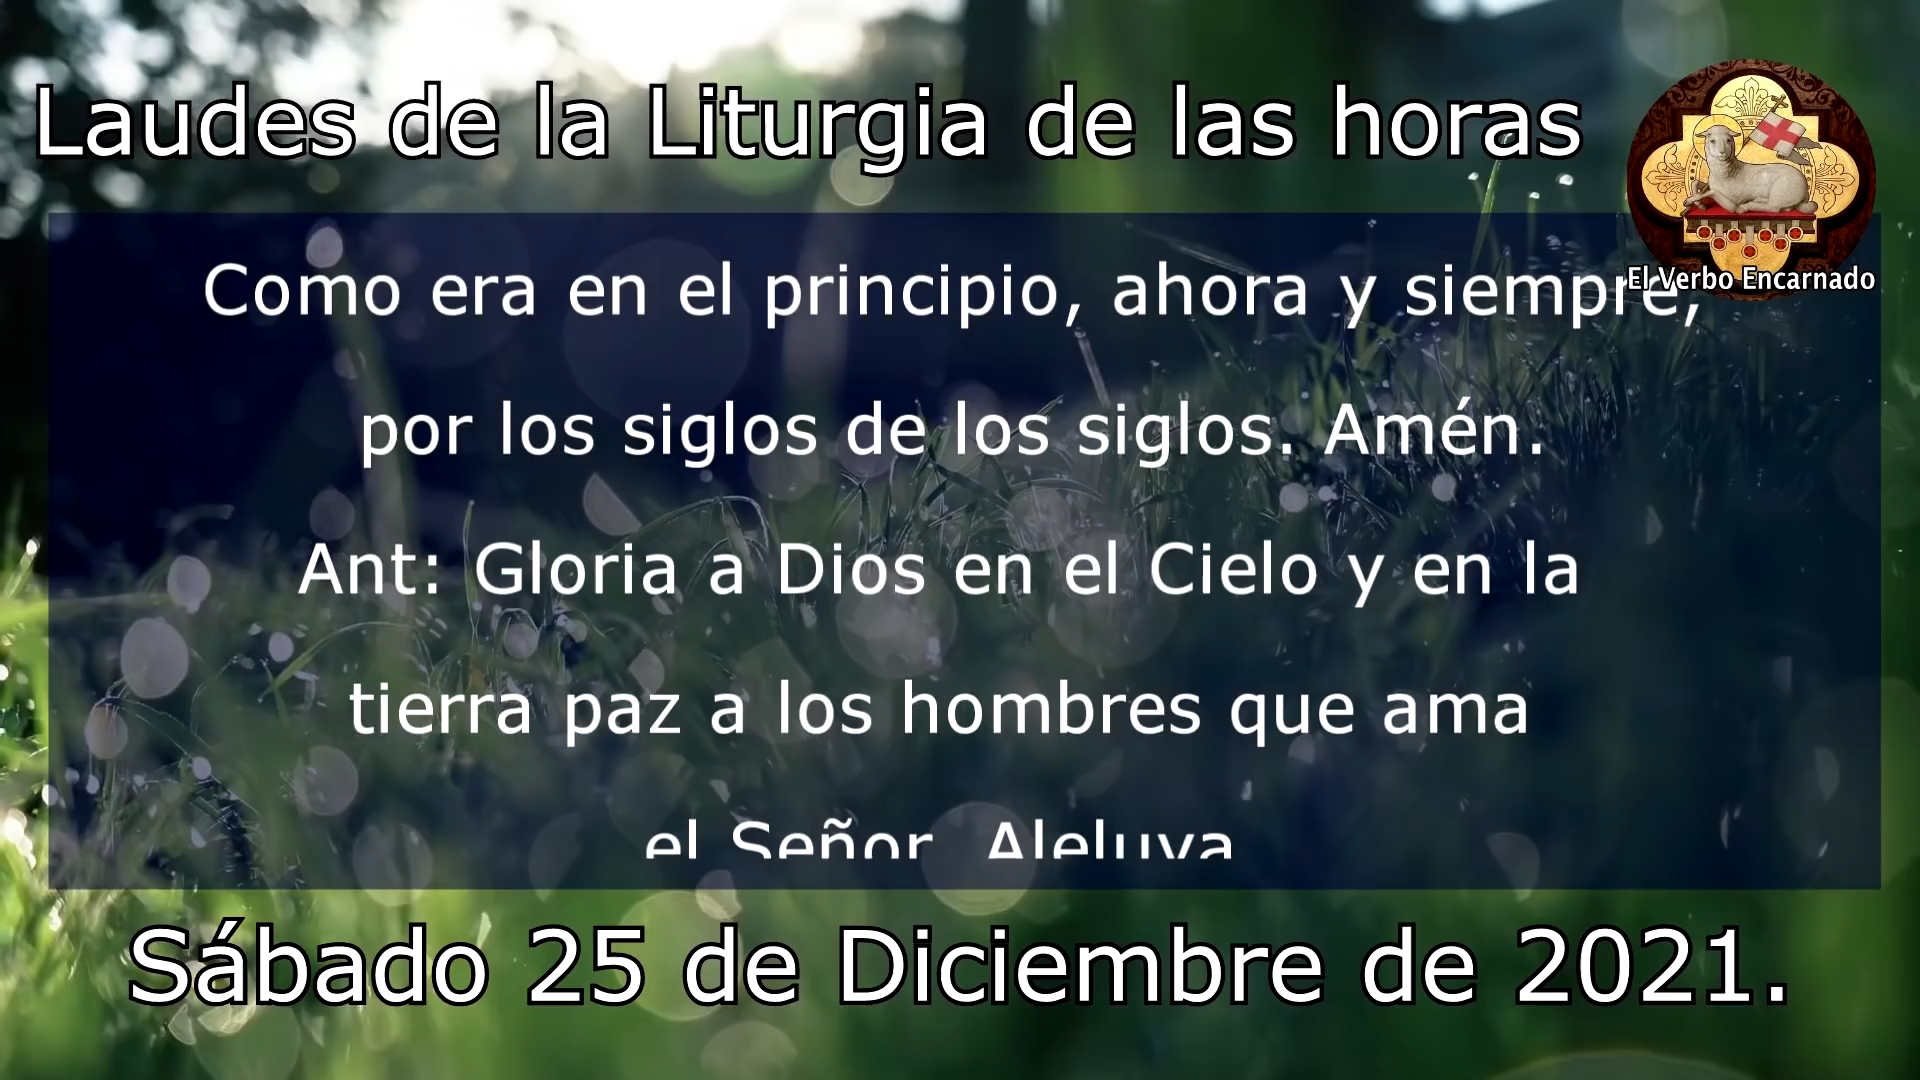 Laudes de la Liturgia de las horas
El Verbo Encarnado
Como era en el principio, ahora y siempre,
por los siglos de los siglos. Amén.
Ant: Gloria a Dios en el Cielo y en la
tierra paz a los hombres que ama
el Señor. Aleluya
Sábado 25 de Diciembre de 2021.